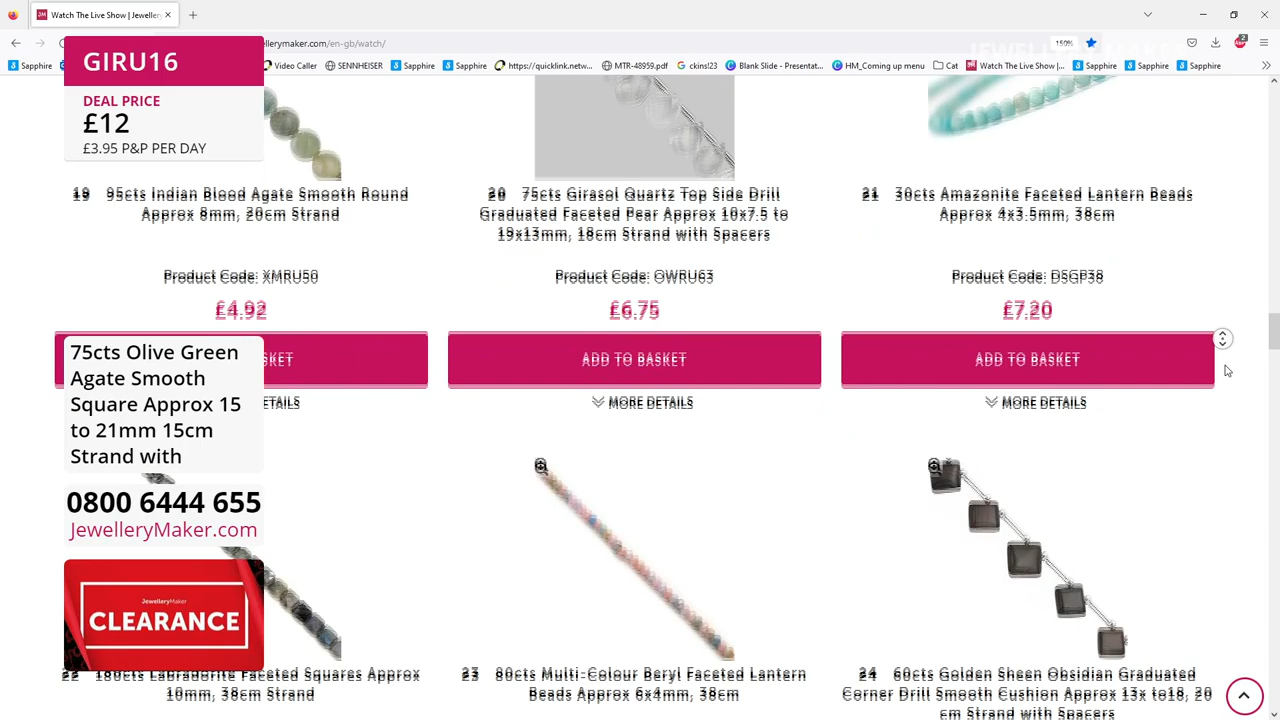 Watch The Live Show | Jeweller
llerymaker.com/en-gb/watch/
150%
2
Sapphire
Video Caller
SENNHEISER
Sapphire
Sapphire
https://quicklink.netw...
MTR-48959.pdf
ckins!23
Blank Slide - Presentat...
HM_Coming up menu
Cat
Watch The Live Show |...
Sapphire
Sapphire
Sapphire
GIRU16
DEAL PRICE
£12
£3.95 P&P PER DAY
19 95cts Indian Blood Agate Smooth Round
Approx 8mm, 20cm Strand
Product Code: XMRU50
£4.92
KET
ETAILS
20 75cts Girasol Quartz Top Side Drill
Graduated Faceted Pear Approx 10x7.5 to
19x13mm, 18cm Strand with Spacers
Product Code: OWRU63
£6.75
ADD TO BASKET
MORE DETAILS
21 30cts Amazonite Faceted Lantern Beads
Approx 4x3.5mm, 38cm
Product Code: DSGP38
£7.20
ADD TO BASKET
MORE DETAILS
75cts Olive Green
Agate Smooth
Square Approx 15
to 21mm 15cm
Strand with
0800 6444 655
JewelleryMaker.com
JewelleryMaker
CLEARANCE
22 180cts Labradorite Faceted Squares Approx
10mm, 38cm Strand
23 80cts Multi-Colour Beryl Faceted Lantern
Beads Approx 6x4mm, 38cm
24 60cts Golden Sheen Obsidian Graduated
Corner Drill Smooth Cushion Approx 13x to18, 20
cm Strand with Spacers